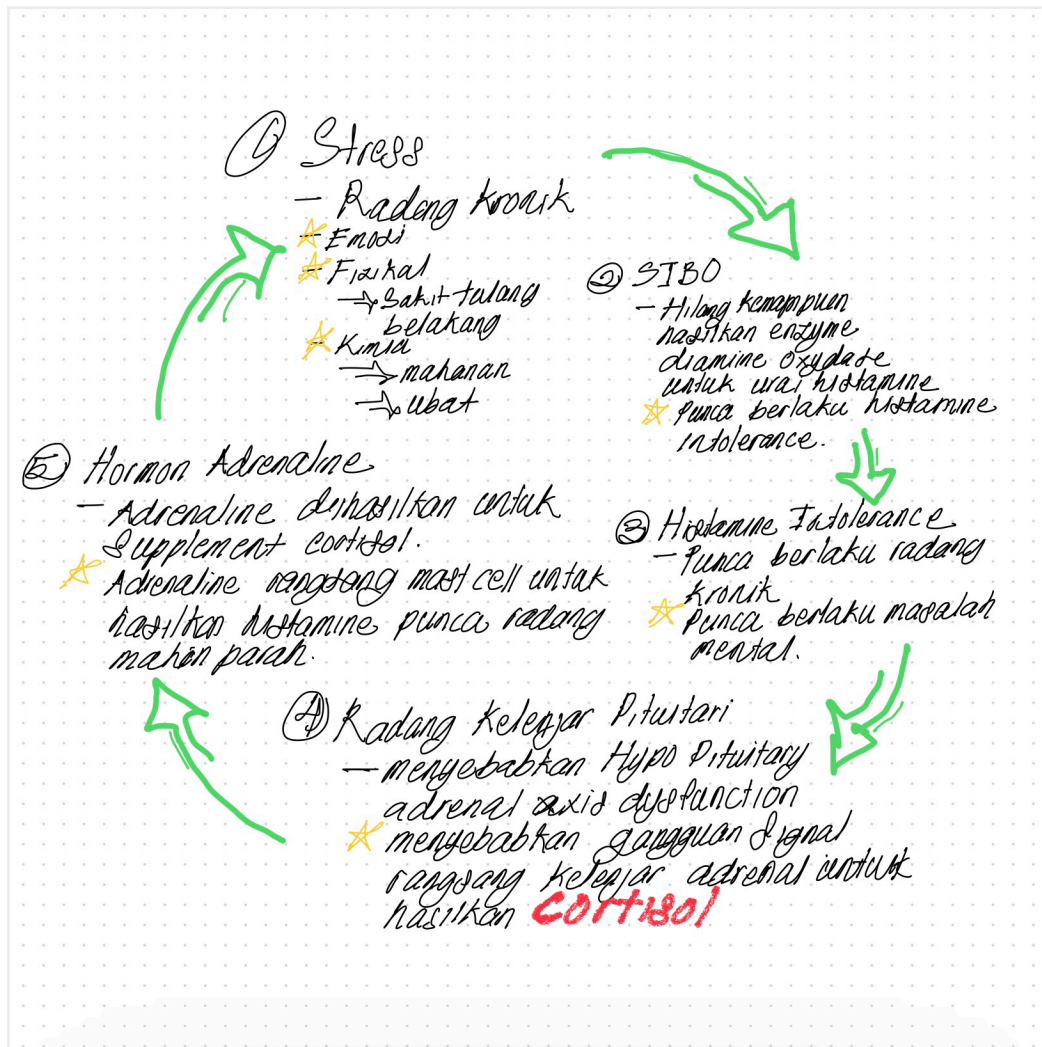 ① Stress
- Radang kronik
- Emosi
- Fizikal
→ Sakit tulang
belakang
- Kimia
→ makanan
→ ubat
② SIBO
- Hilang kemampuan
hasilkan enzyme
diamine oxydase
untuk urai histamine
Punca berlaku histamine
intolerance.
③ Histamine Intolerance
- Punca berlaku radang
kronik
Punca berlaku masalah
mental.
④ Radang Kelenjar Pituitari
- menyebabkan Hypo Pituitary
adrenal axis dysfunction
menyebabkan gangguan signal
rangsang kelenjar adrenal untuk
hasilkan cortisol
⑤ Hormon Adrenaline
- Adrenaline dihasilkan untuk
supplement cortisol.
Adrenaline rangsang mast cell untuk
hasilkan histamine punca radang
makin parah.